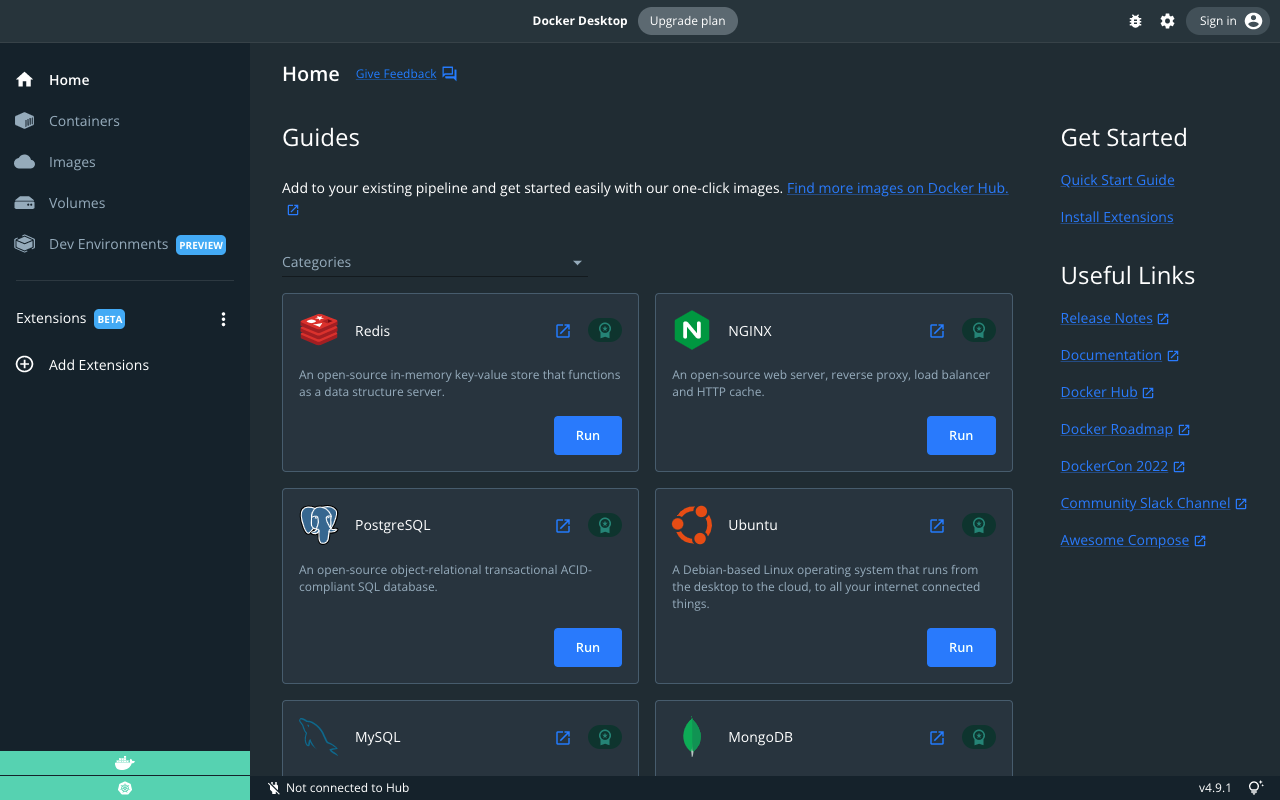 Docker Desktop
Upgrade plan
Sign in
Home
Containers
Images
Volumes
Dev Environments PREVIEW
Extensions BETA
Add Extensions
Home
Give Feedback
Guides
Add to your existing pipeline and get started easily with our one-click images. Find more images on Docker Hub.
Categories
Redis
An open-source in-memory key-value store that functions
as a data structure server.
Run
NGINX
An open-source web server, reverse proxy, load balancer
and HTTP cache.
Run
PostgreSQL
An open-source object-relational transactional ACID-
compliant SQL database.
Run
Ubuntu
A Debian-based Linux operating system that runs from
the desktop to the cloud, to all your internet connected
things.
Run
MySQL
MongoDB
Get Started
Quick Start Guide
Install Extensions
Useful Links
Release Notes
Documentation
Docker Hub
Docker Roadmap
DockerCon 2022
Community Slack Channel
Awesome Compose
Not connected to Hub
v4.9.1